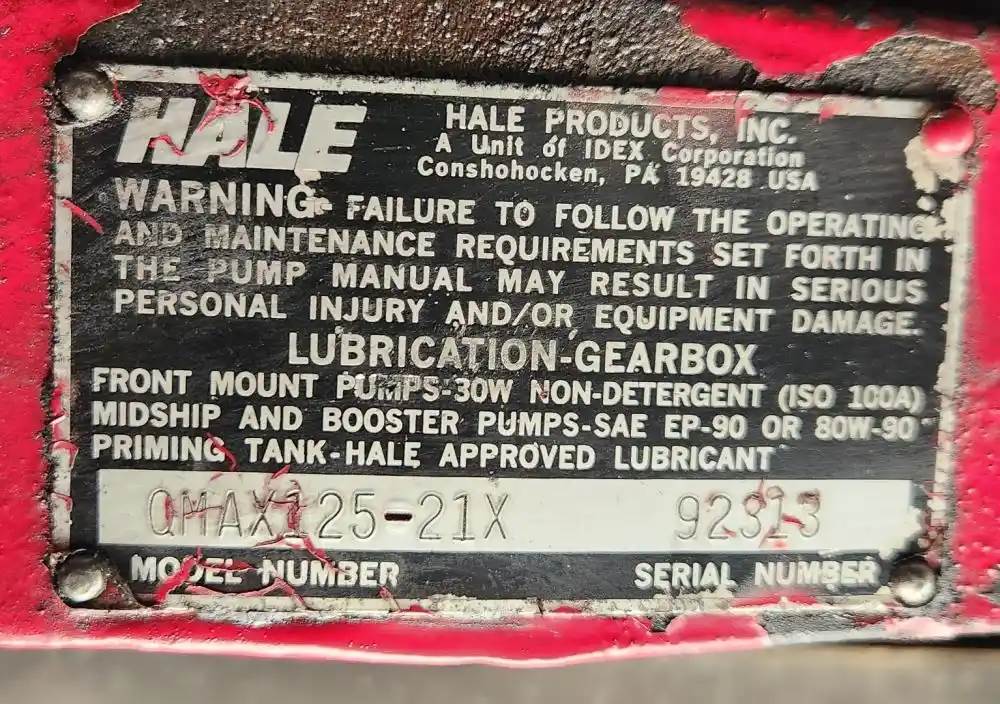 HALE
HALE PRODUCTS, INC.
A Unit of IDEX Corporation
Conshohocken, PA 19428 USA
WARNING- FAILURE TO FOLLOW THE OPERATING
AND MAINTENANCE REQUIREMENTS SET FORTH IN
THE PUMP MANUAL MAY RESULT IN SERIOUS
PERSONAL INJURY AND/OR EQUIPMENT DAMAGE.
LUBRICATION-GEARBOX
FRONT MOUNT PUMPS-30W NON-DETERGENT (ISO 100A)
MIDSHIP AND BOOSTER PUMPS-SAE EP-90 OR 80W-90
PRIMING TANK-HALE APPROVED LUBRICANT
QMAX125-21X 92313
MODEL NUMBER SERIAL NUMBER